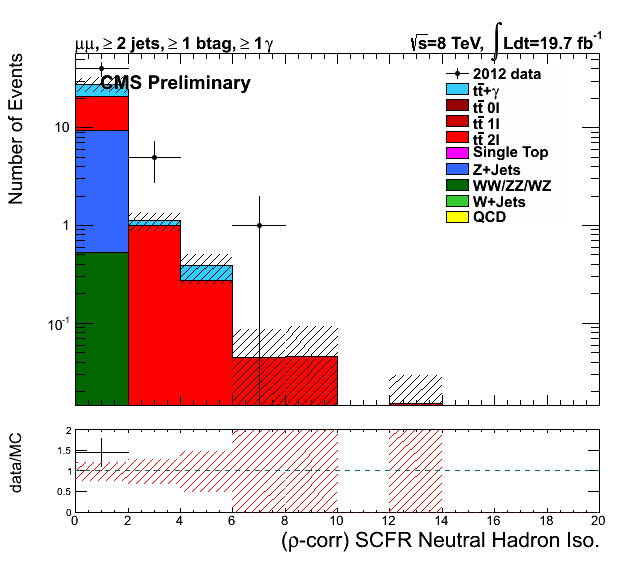 μμ, ≥ 2 jets, ≥ 1 btag, ≥ 1γ
√s=8 TeV, ∫ Ldt=19.7 fb⁻¹
CMS Preliminary
2012 data
tt̄+γ
tt̄ 0l
tt̄ 1l
tt̄ 2l
Single Top
Z+Jets
WW/ZZ/WZ
W+Jets
QCD
Number of Events
10
1
10⁻¹
data/MC
2
1.5
1
0.5
0
0 2 4 6 8 10 12 14 16 18 20
(ρ-corr) SCFR Neutral Hadron Iso.